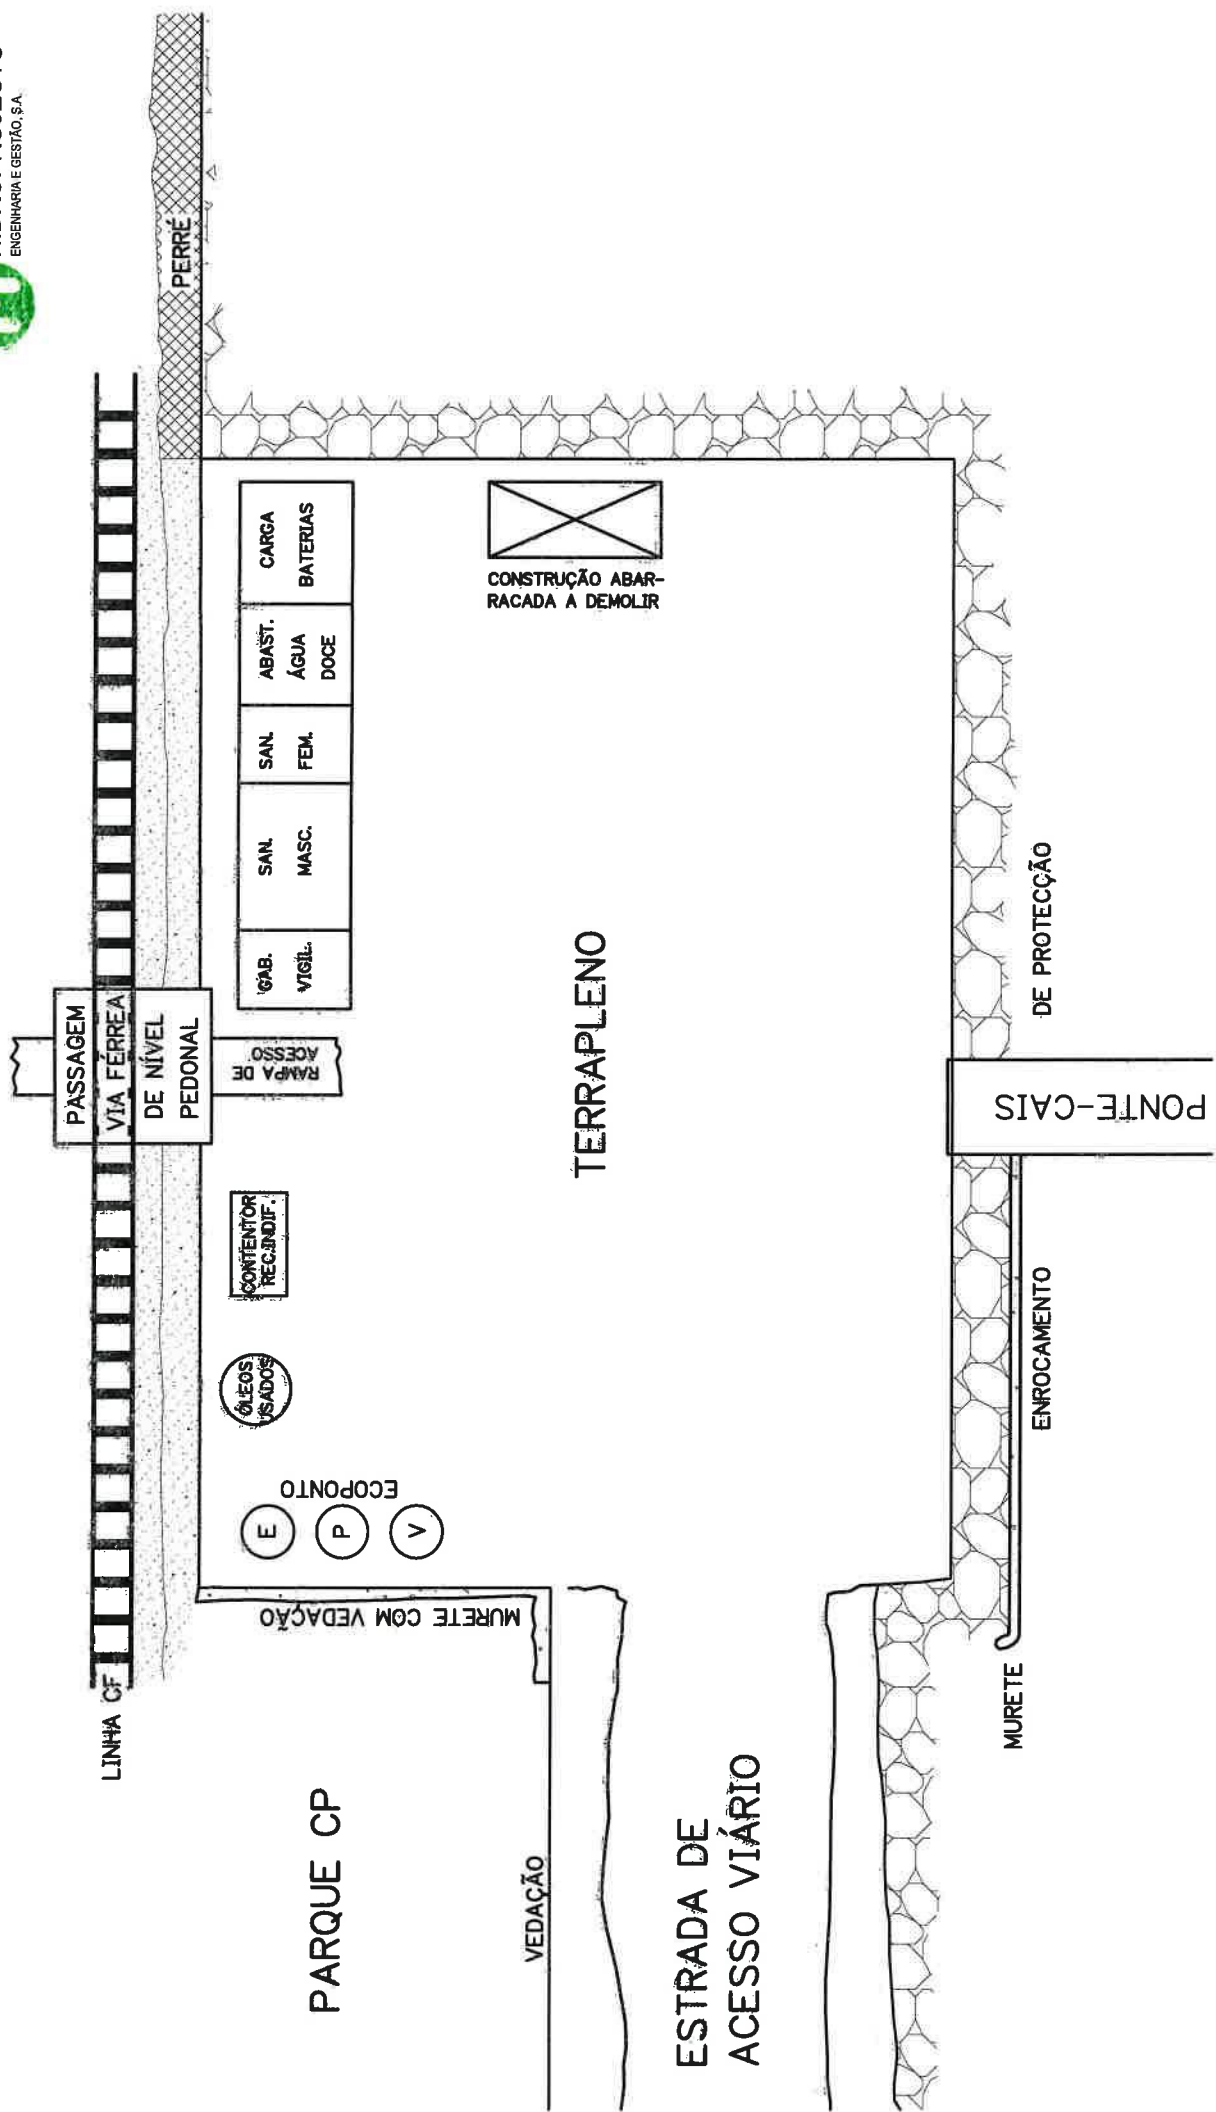 ENGENHARIA E GESTÃO, S.A.
PERRÉ
LINHA CF
PASSAGEM
VIA FÉRREA
DE NÍVEL
PEDONAL
RAMPA DE
ACESSO
GAB.
VIGIL.
SAN.
MASC.
SAN.
FEM.
ABAST.
ÁGUA
DOCE
CARGA
BATERIAS
CONSTRUÇÃO ABAR-
RACADA A DEMOLIR
CONTENTOR
REC.INDIF.
ÓLEOS
USADOS
E
P
V
ECOPONTO
MURETE COM VEDAÇÃO
TERRAPLENO
PARQUE CP
VEDAÇÃO
ESTRADA DE
ACESSO VIÁRIO
MURETE
ENROCAMENTO
DE PROTECÇÃO
PONTE-CAIS